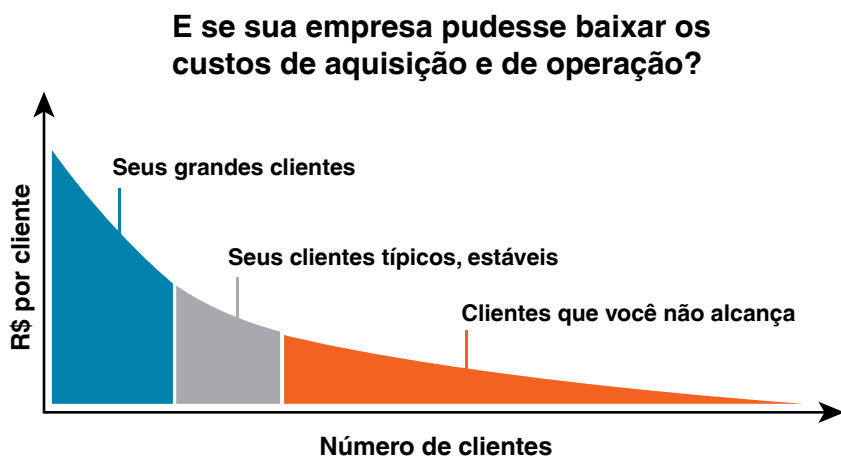 E se sua empresa pudesse baixar os
custos de aquisição e de operação?
Seus grandes clientes
Seus clientes típicos, estáveis
Clientes que você não alcança
R$ por cliente
Número de clientes